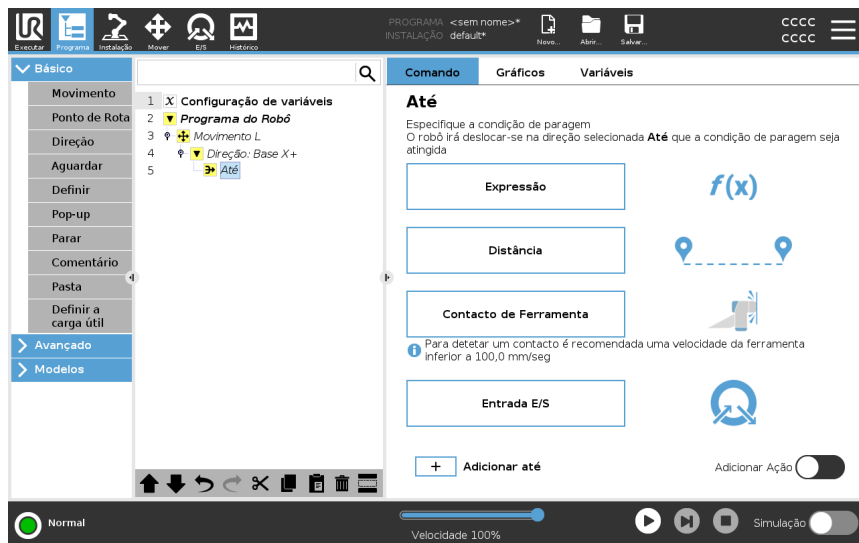 UR
Executar
Programa
Instalação
Mover
E/S
Histórico
PROGRAMA <sem nome>*
INSTALAÇÃO default*
Novo...
Abrir...
Salvar...
cccc
cccc
Básico
Movimento
Ponto de Rota
Direção
Aguardar
Definir
Pop-up
Parar
Comentário
Pasta
Definir a
carga útil
Avançado
Modelos
1 X Configuração de variáveis
2 Programa do Robô
3 Movimento L
4 Direção: Base X+
5 Até
Comando Gráficos Variáveis
Até
Especifique a condição de paragem
O robô irá deslocar-se na direção selecionada Até que a condição de paragem seja
atingida
Expressão
f(x)
Distância
Contacto de Ferramenta
Para detetar um contacto é recomendada uma velocidade da ferramenta
inferior a 100,0 mm/seg
Entrada E/S
+ Adicionar até
Adicionar Ação
Normal
Velocidade 100%
Simulação